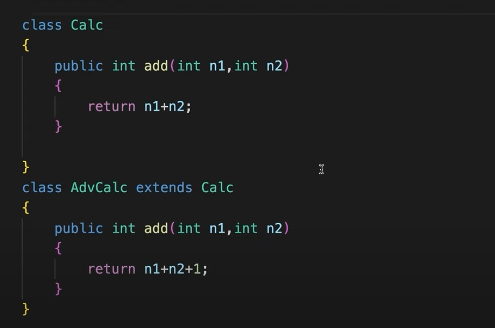 class Calc
{
    public int add(int n1,int n2)
    {
        return n1+n2;
    }
}
class AdvCalc extends Calc
{
    public int add(int n1,int n2)
    {
        return n1+n2+1;
    }
}